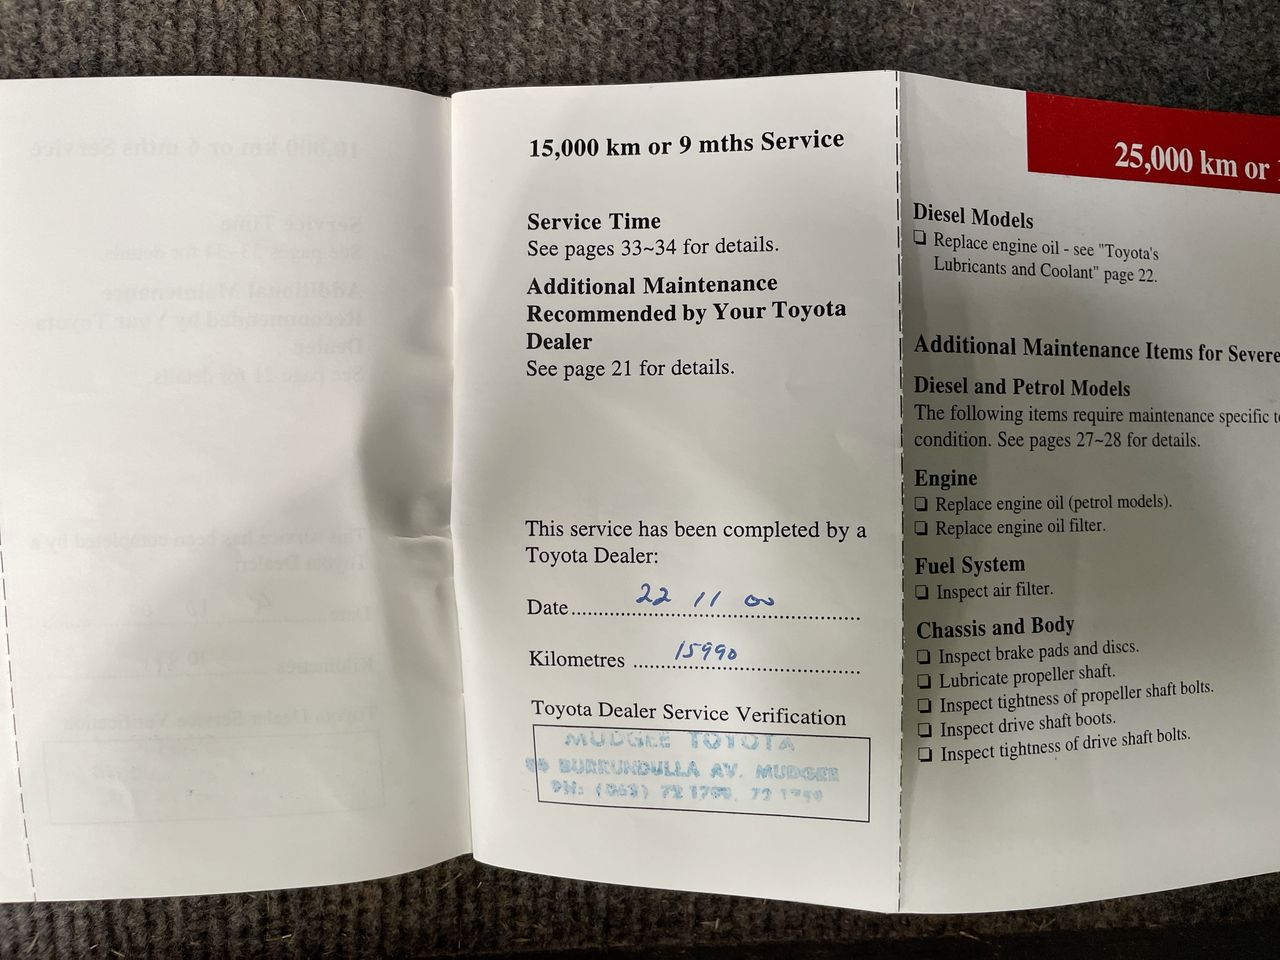 15,000 km or 9 mths Service
Service Time
See pages 33~34 for details.
Additional Maintenance
Recommended by Your Toyota
Dealer
See page 21 for details.
This service has been completed by a
Toyota Dealer:
Date 22 11 00
Kilometres 15990
Toyota Dealer Service Verification
MUDGEE TOYOTA
BURRUNDULLA AV. MUDGEE
PH: (063) 72
25,000 km or
Diesel Models
❏ Replace engine oil - see "Toyota's
Lubricants and Coolant" page 22.
Additional Maintenance Items for Severe
Diesel and Petrol Models
The following items require maintenance specific
condition. See pages 27~28 for details.
Engine
❏ Replace engine oil (petrol models).
❏ Replace engine oil filter.
Fuel System
❏ Inspect air filter.
Chassis and Body
❏ Inspect brake pads and discs.
❏ Lubricate propeller shaft.
❏ Inspect tightness of propeller shaft bolts.
❏ Inspect drive shaft boots.
❏ Inspect tightness of drive shaft bolts.